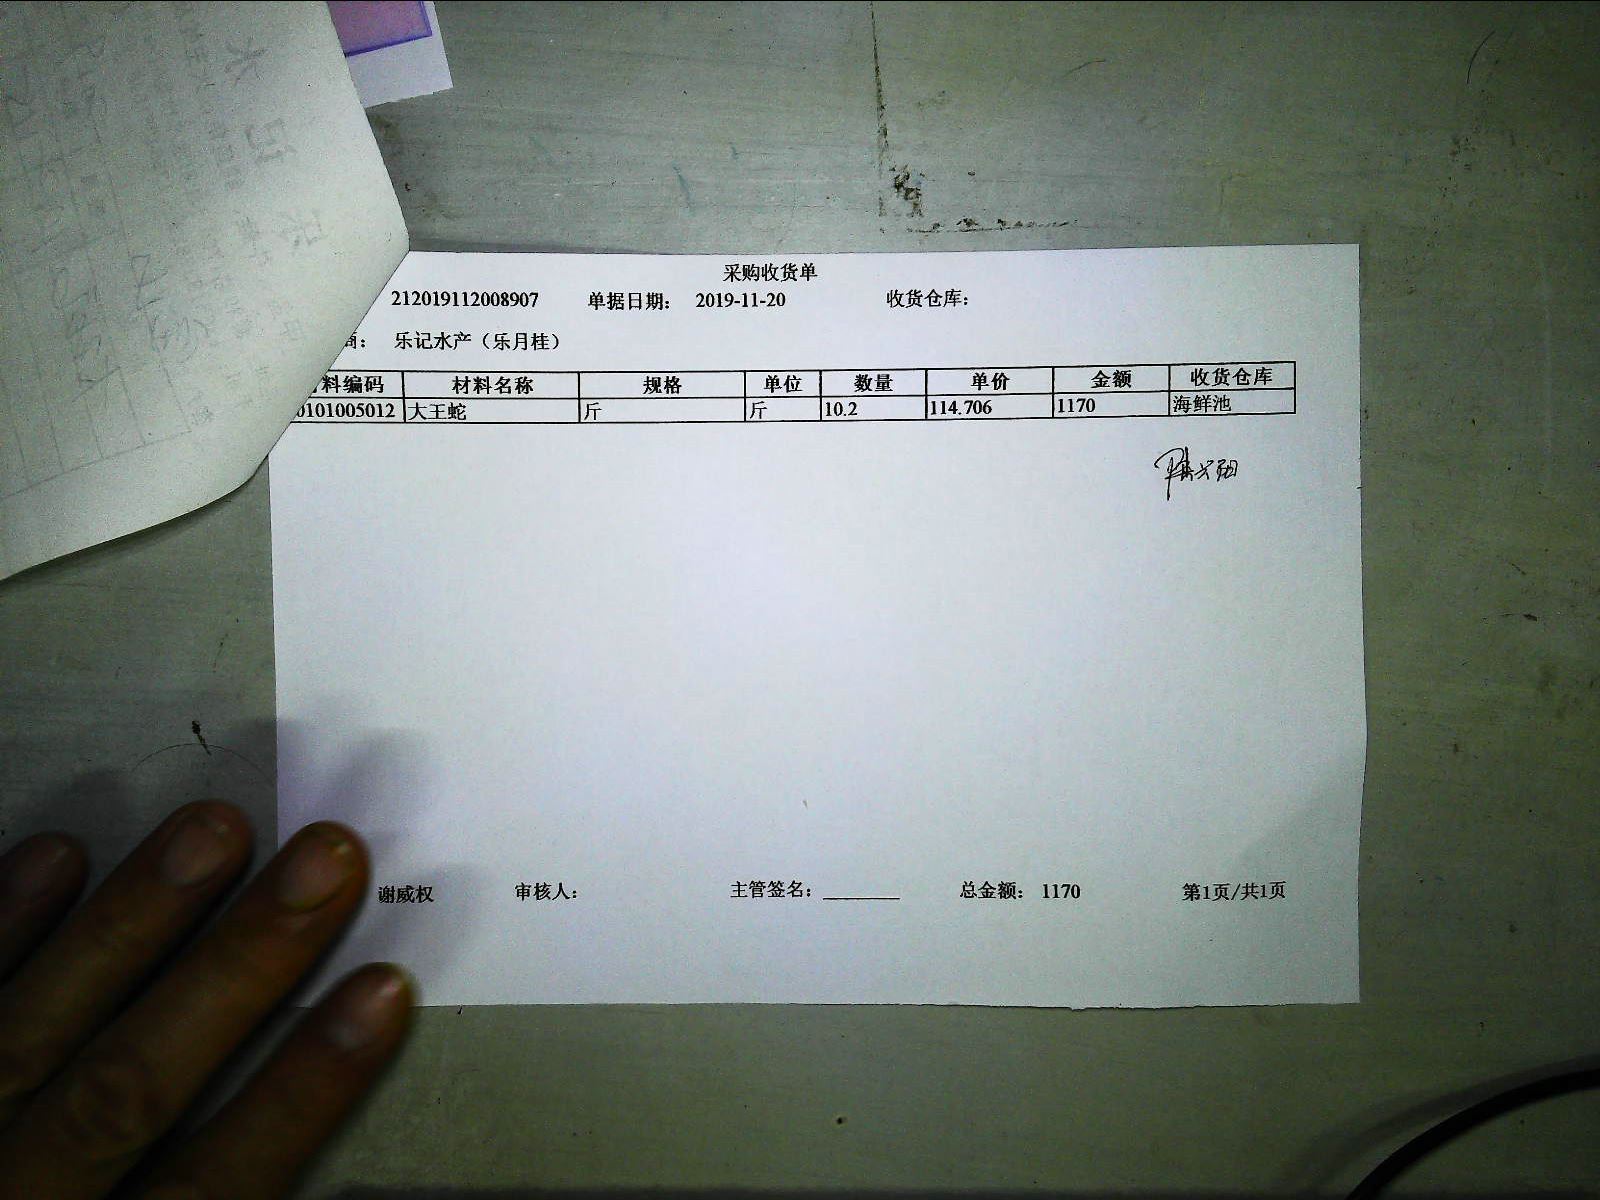 采购收货单
212019112008907 单据日期： 2019-11-20 收货仓库：
商： 乐记水产（乐月桂）
料编码 材料名称 规格 单位 数量 单价 金额 收货仓库
0101005012 大王蛇 斤 斤 10.2 114.706 1170 海鲜池
谢威权 审核人： 主管签名： 总金额： 1170 第1页/共1页